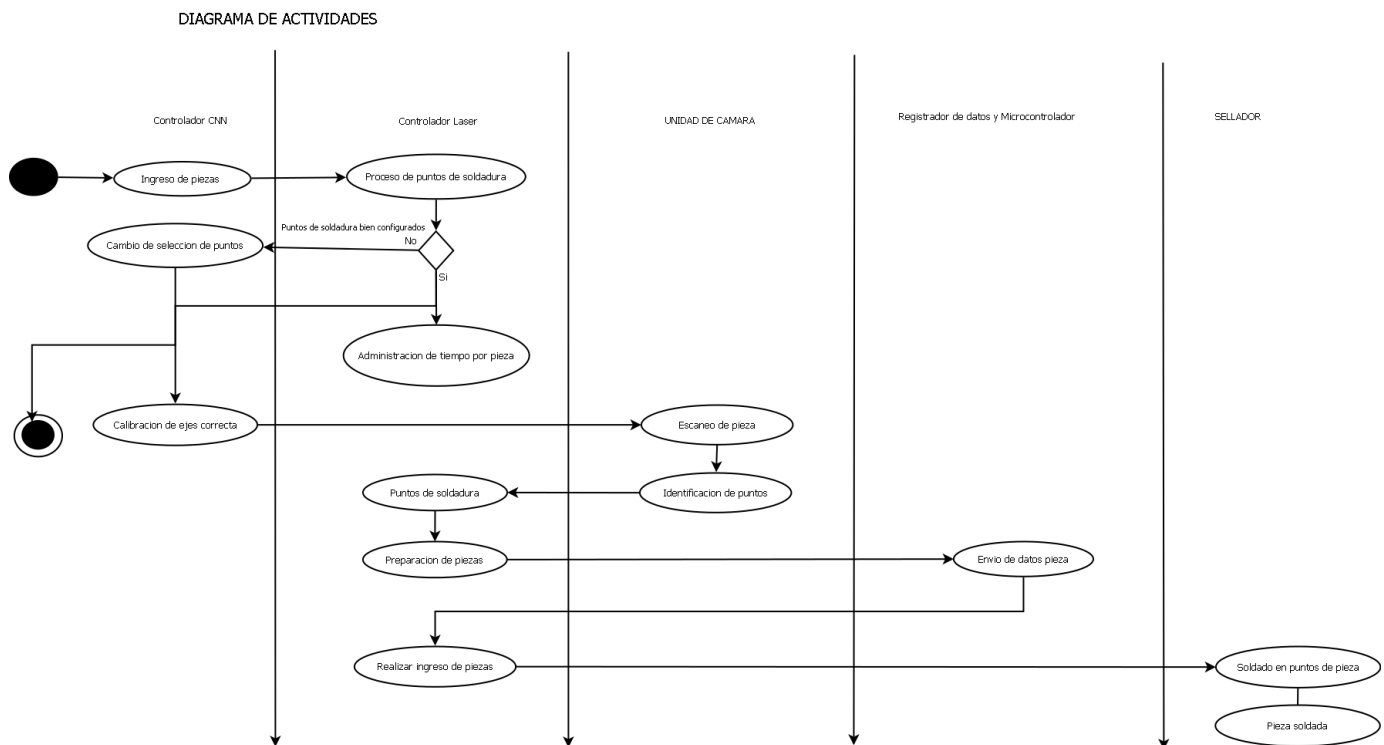 DIAGRAMA DE ACTIVIDADES
Controlador CNN
Controlador Laser
UNIDAD DE CAMARA
Registrador de datos y Microcontrolador
SELLADOR
Ingreso de piezas
Proceso de puntos de soldadura
Puntos de soldadura bien configurados
No
Cambio de seleccion de puntos
Si
Administracion de tiempo por pieza
Calibracion de ejes correcta
Escaneo de pieza
Puntos de soldadura
Identificacion de puntos
Preparacion de piezas
Envio de datos pieza
Realizar ingreso de piezas
Soldado en puntos de pieza
Pieza soldada